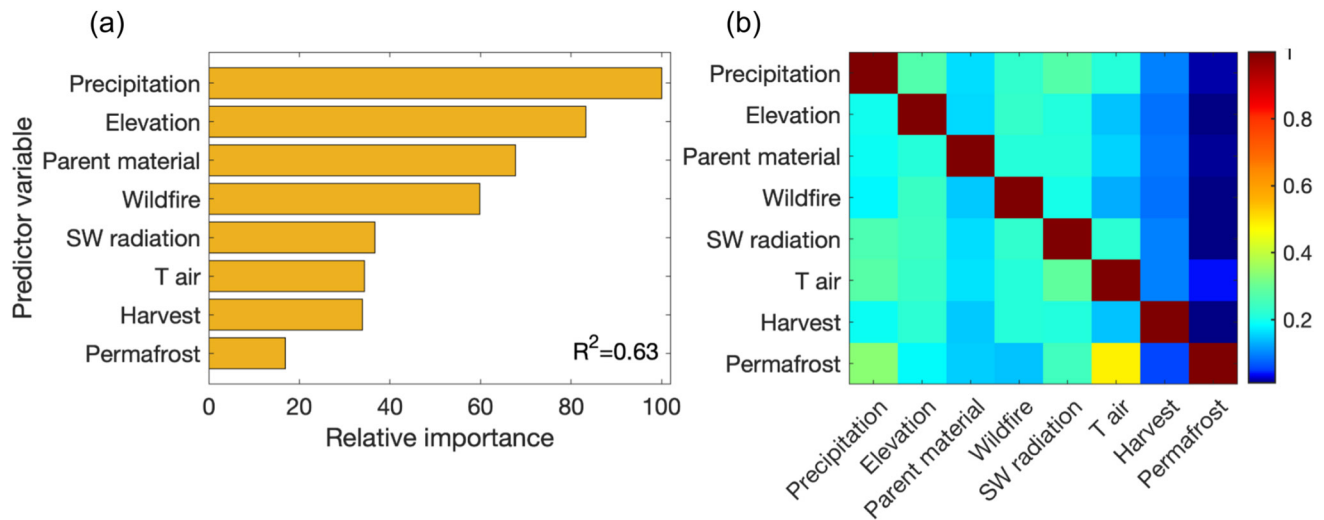 (a)
Predictor variable
Precipitation
Elevation
Parent material
Wildfire
SW radiation
T air
Harvest
Permafrost
R²=0.63
0 20 40 60 80 100
Relative importance
(b)
Precipitation
Elevation
Parent material
Wildfire
SW radiation
T air
Harvest
Permafrost
Precipitation
Elevation
Parent material
Wildfire
SW radiation
T air
Harvest
Permafrost
1
0.8
0.6
0.4
0.2